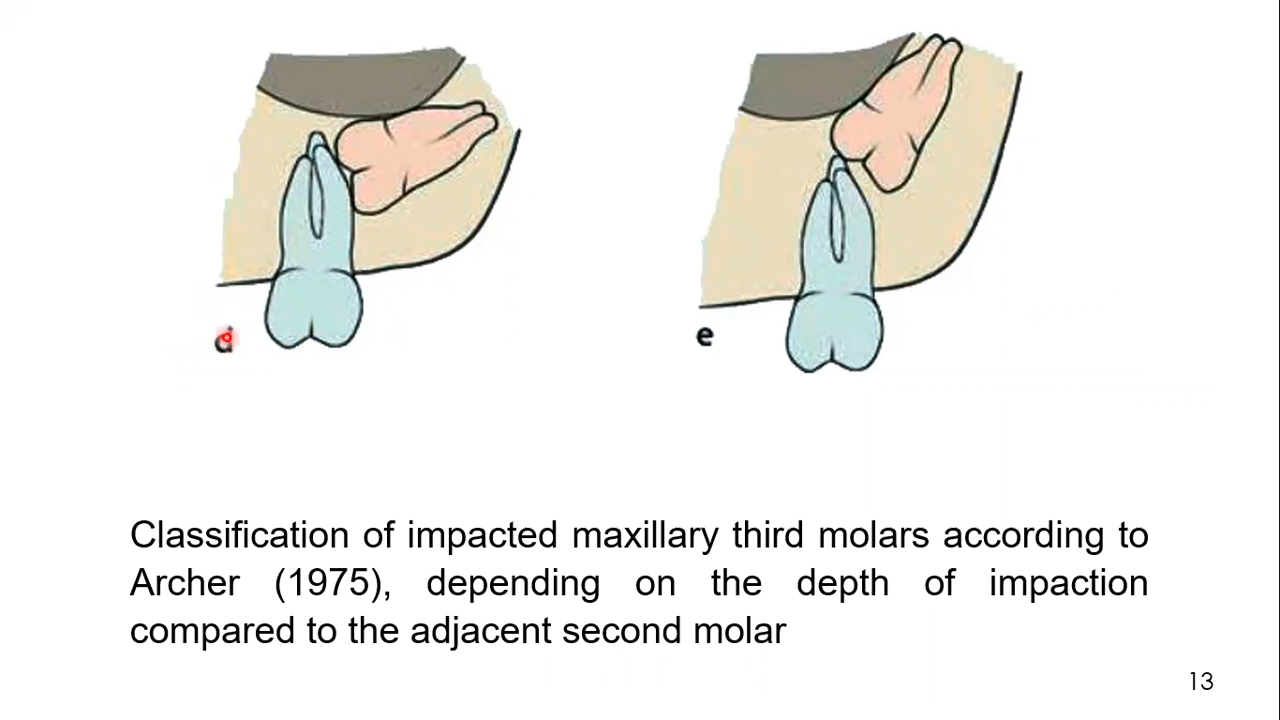 d
e
Classification of impacted maxillary third molars according to
Archer (1975), depending on the depth of impaction
compared to the adjacent second molar
13